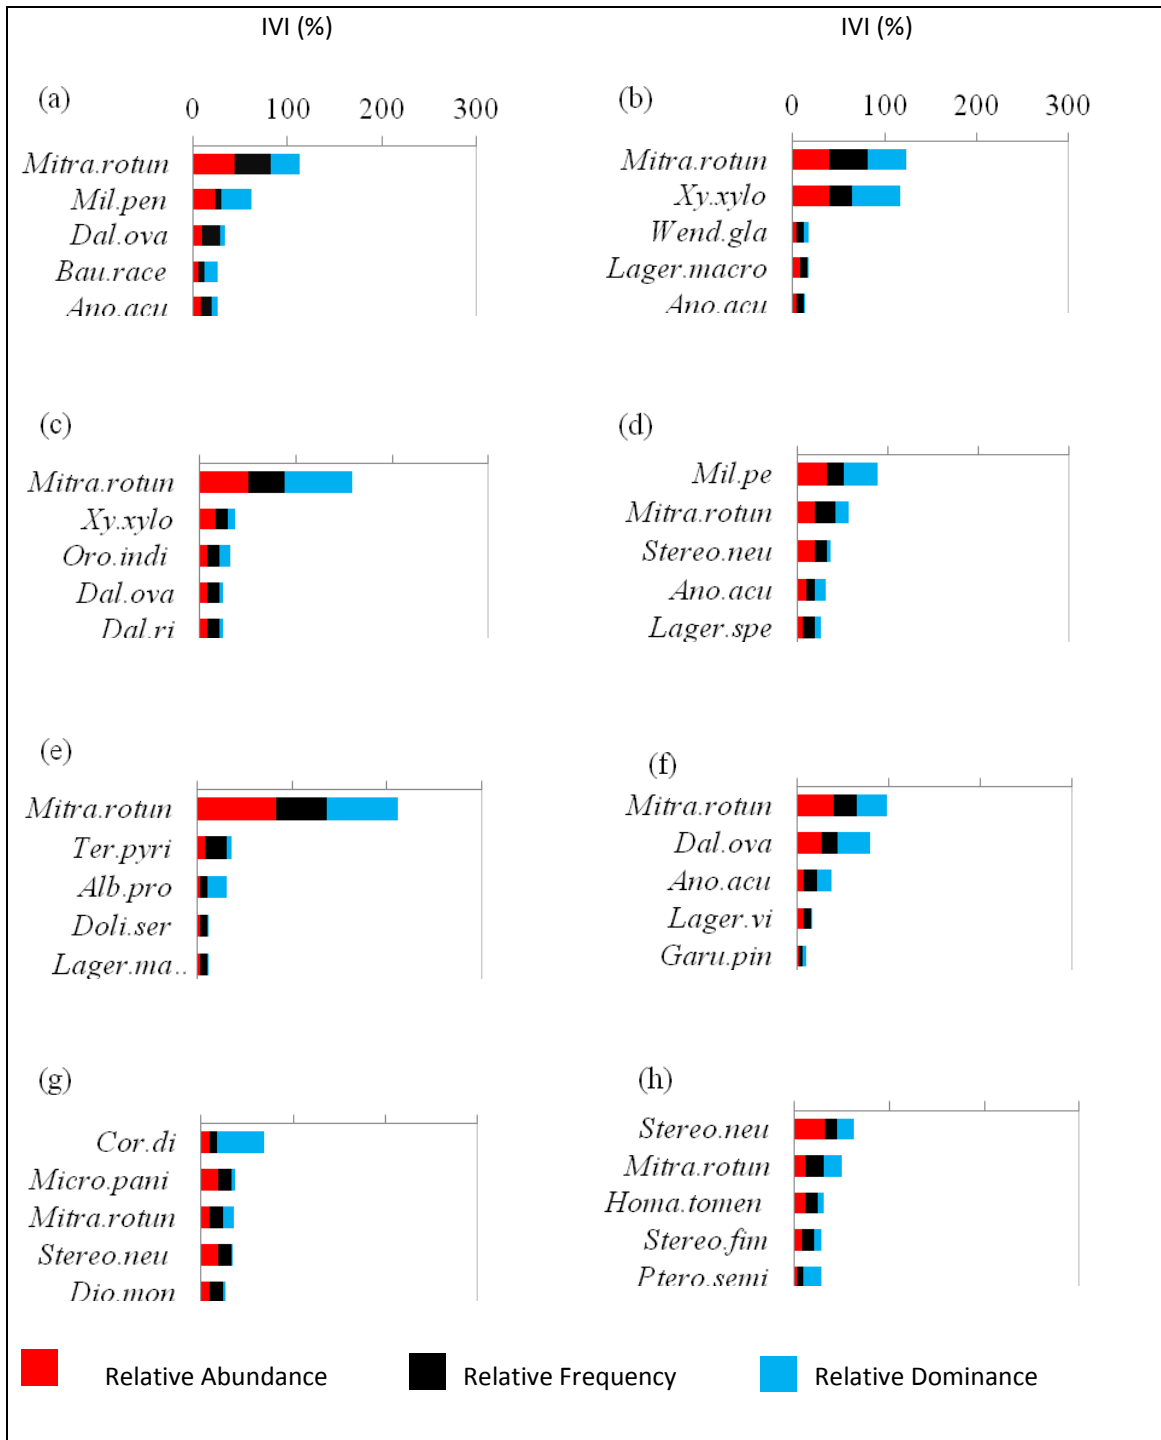 IVI (%) IVI (%)
(a)
0 100 200 300
Mitra.rotun
Mil.pen
Dal.ova
Bau.race
Ano.acu
(b)
0 100 200 300
Mitra.rotun
Xy.xylo
Wend.gla
Lager.macro
Ano.acu
(c)
Mitra.rotun
Xy.xylo
Oro.indi
Dal.ova
Dal.ri
(d)
Mil.pe
Mitra.rotun
Stereo.neu
Ano.acu
Lager.spe
(e)
Mitra.rotun
Ter.pyri
Alb.pro
Doli.ser
Lager.ma..
(f)
Mitra.rotun
Dal.ova
Ano.acu
Lager.vi
Garu.pin
(g)
Cor.di
Micro.pani
Mitra.rotun
Stereo.neu
Dio.mon
(h)
Stereo.neu
Mitra.rotun
Homa.tomen
Stereo.fim
Ptero.semi
Relative Abundance Relative Frequency Relative Dominance